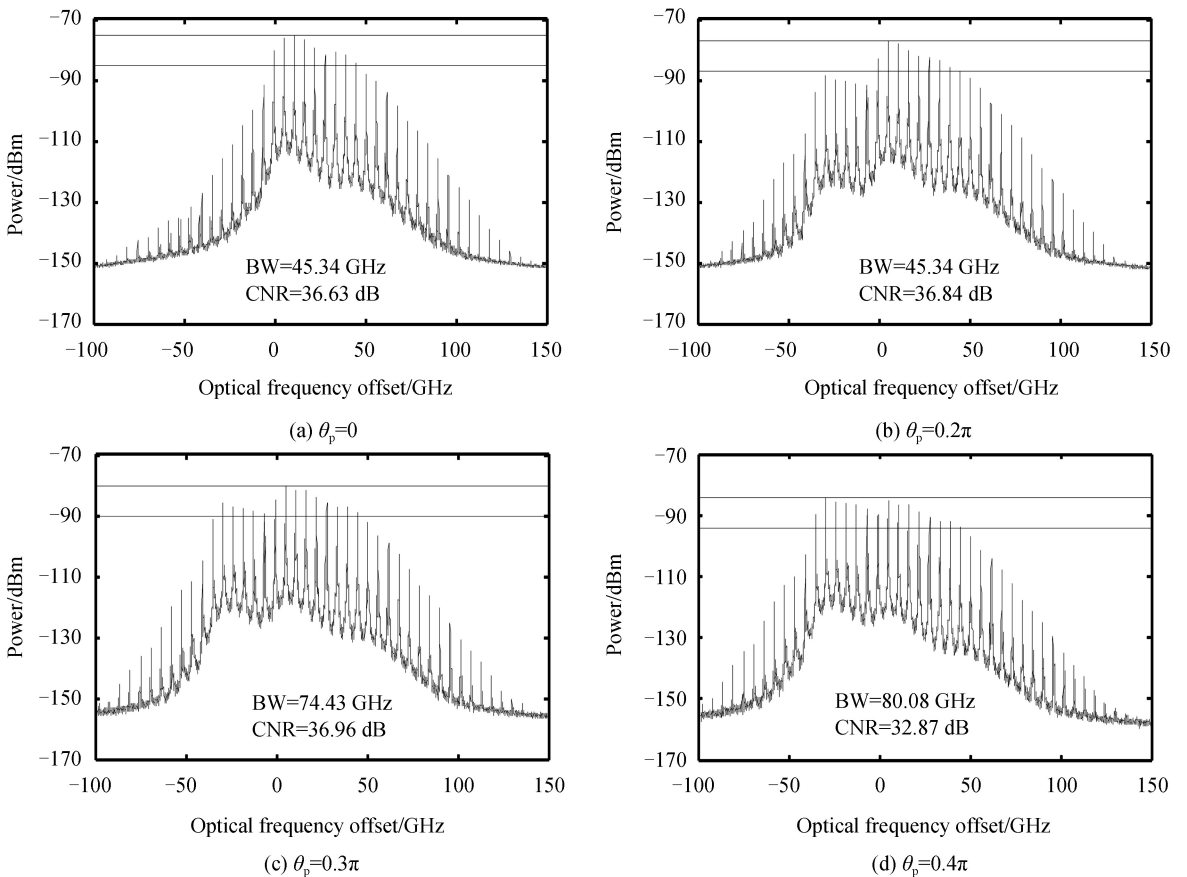 −70
−90
−110
−130
−150
−170
Power/dBm
BW=45.34 GHz
CNR=36.63 dB
−100 −50 0 50 100 150
Optical frequency offset/GHz
(a) θp=0
−70
−90
−110
−130
−150
−170
Power/dBm
BW=45.34 GHz
CNR=36.84 dB
−100 −50 0 50 100 150
Optical frequency offset/GHz
(b) θp=0.2π
−70
−90
−110
−130
−150
−170
Power/dBm
BW=74.43 GHz
CNR=36.96 dB
−100 −50 0 50 100 150
Optical frequency offset/GHz
(c) θp=0.3π
−70
−90
−110
−130
−150
−170
Power/dBm
BW=80.08 GHz
CNR=32.87 dB
−100 −50 0 50 100 150
Optical frequency offset/GHz
(d) θp=0.4π